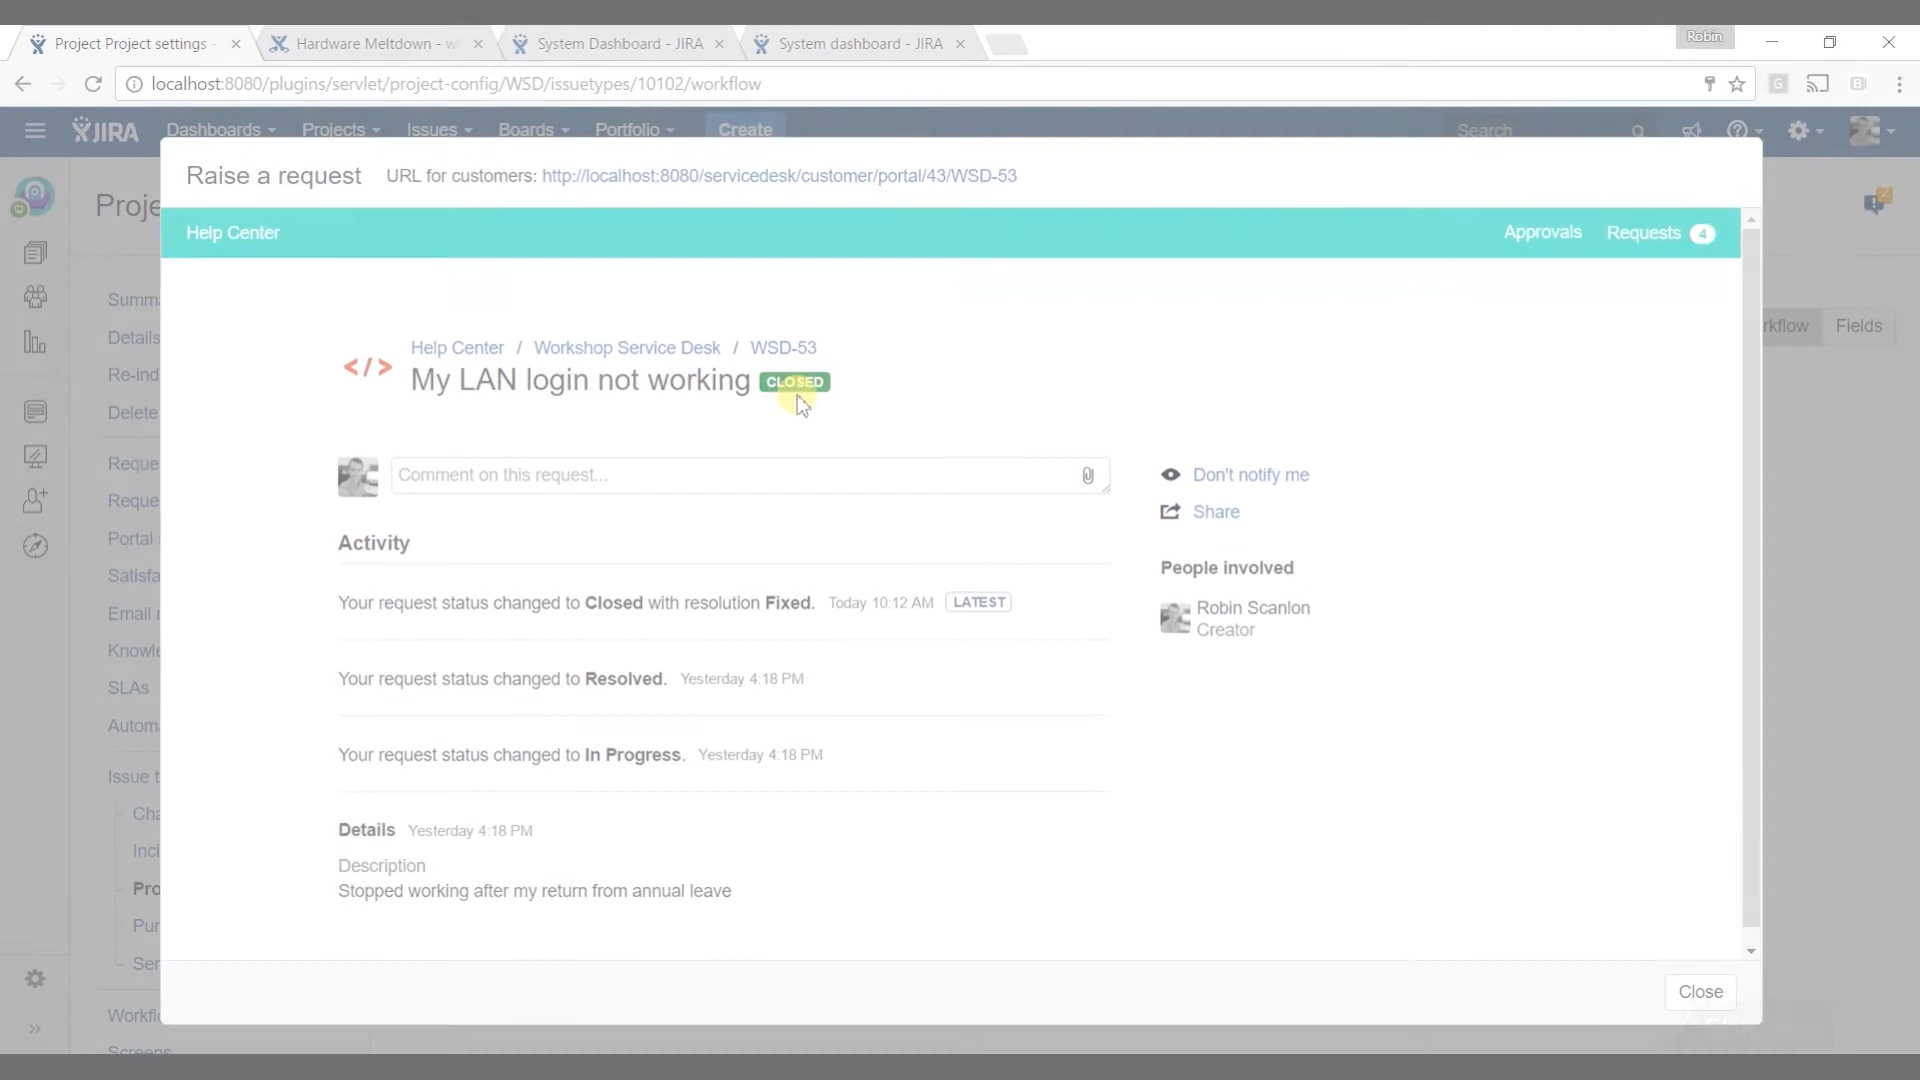 Project Project settings -
Hardware Meltdown - w
System Dashboard - JIRA
System dashboard - JIRA
Robin
localhost:8080/plugins/servlet/project-config/WSD/issuetypes/10102/workflow
JIRA Dashboards Projects Issues Boards Portfolio Create Search
Raise a request URL for customers: http://localhost:8080/servicedesk/customer/portal/43/WSD-53
Proje
2
Help Center Approvals Requests 4
Summa
Details
rkflow Fields
Help Center / Workshop Service Desk / WSD-53
Re-ind
</> My LAN login not working CLOSED
Delete
Reque
Comment on this request...
Don't notify me
Reque
Share
Portal s
Activity
People involved
Satisfa
Your request status changed to Closed with resolution Fixed. Today 10:12 AM LATEST
Robin Scanlon
Email r
Creator
Knowle
Your request status changed to Resolved. Yesterday 4:18 PM
SLAs
Automa
Your request status changed to In Progress. Yesterday 4:18 PM
Issue t
Cha
Details Yesterday 4:18 PM
Inci
Description
Pro
Stopped working after my return from annual leave
Pur
Ser
Close
Workfl
Screens